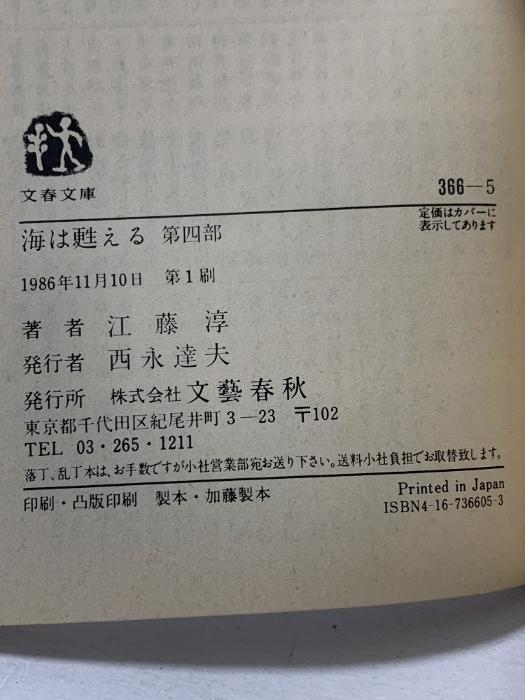 文春文庫
366—5
定価はカバーに
表示してあります
海は甦える 第四部
1986年11月10日 第1刷
著者 江藤淳
発行者 西永達夫
発行所 株式会社 文藝春秋
東京都千代田区紀尾井町3—23 〒102
TEL 03・265・1211
落丁、乱丁本は、お手数ですが小社営業部宛お送り下さい。送料小社負担でお取替致します。
印刷・凸版印刷 製本・加藤製本
Printed in Japan
ISBN4-16-736605-3